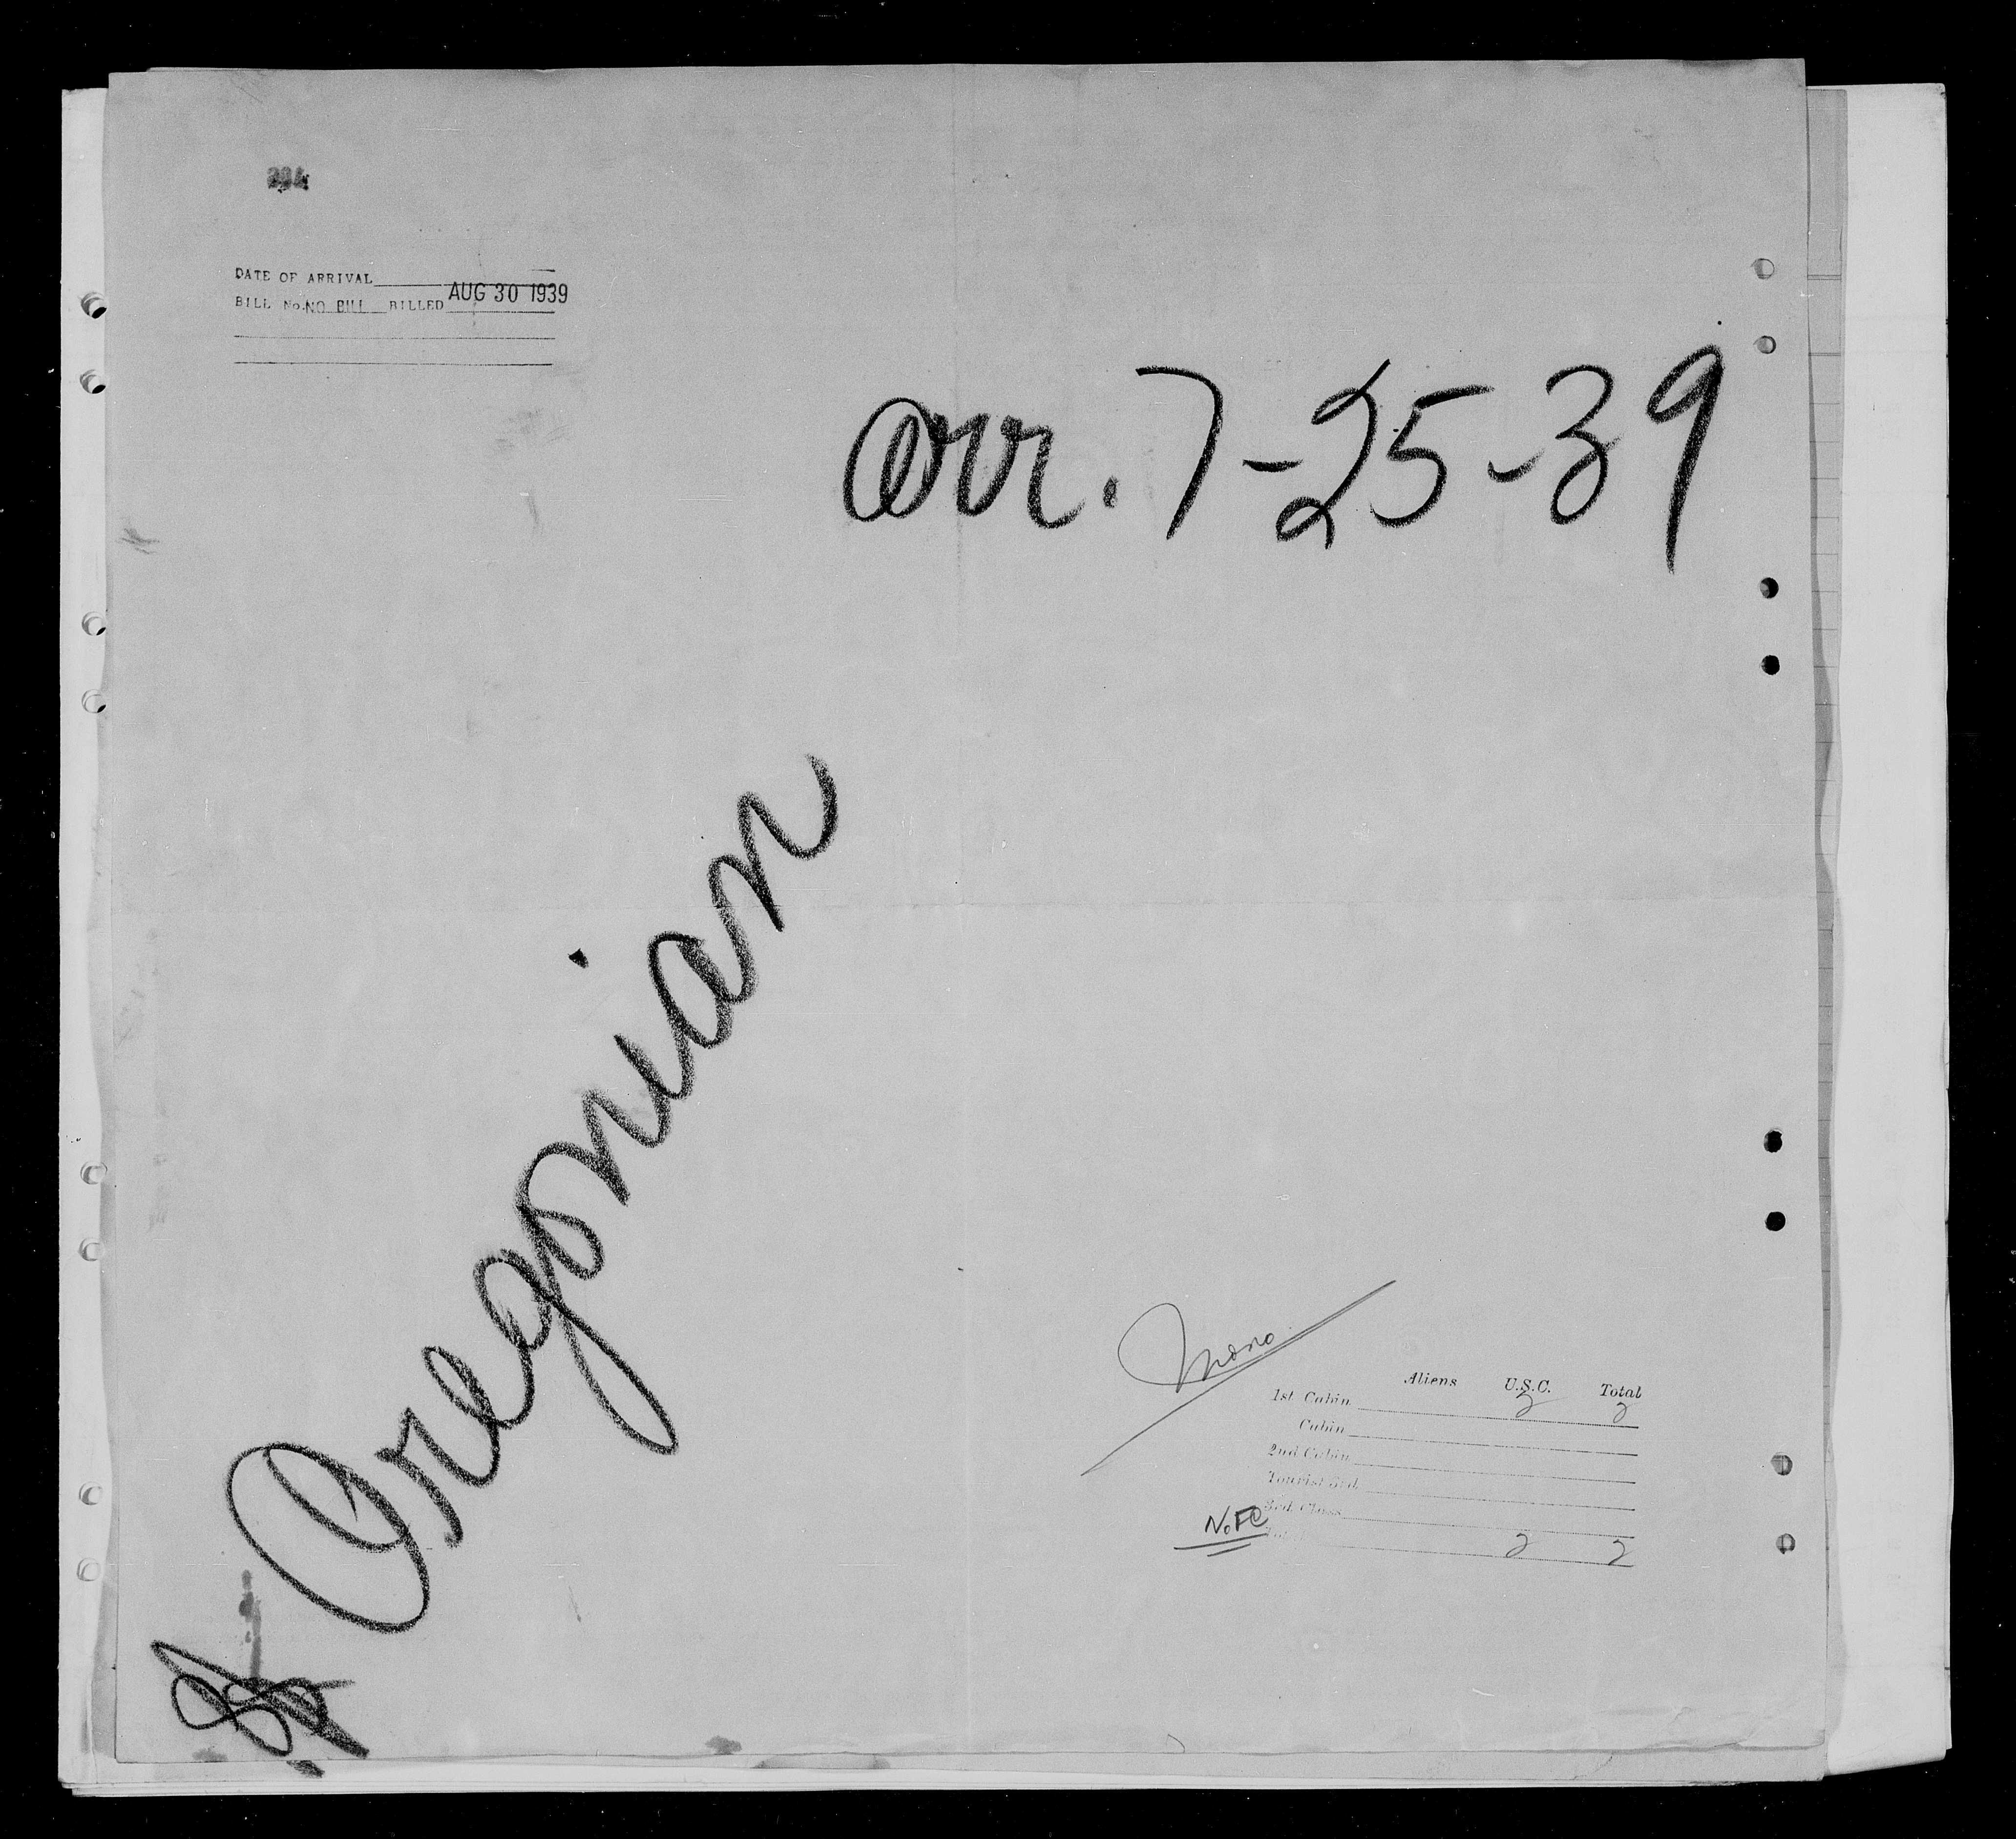 DATE OF ARRIVAL
BILL No. NO BILL BILLED AUG 30 1939
arr. 7-25-39
Oregonian
Aliens U.S.C. Total
1st Cabin 2 2
Cabin
2nd Cabin
Tourist 3rd
3rd Class
No FC
2 2